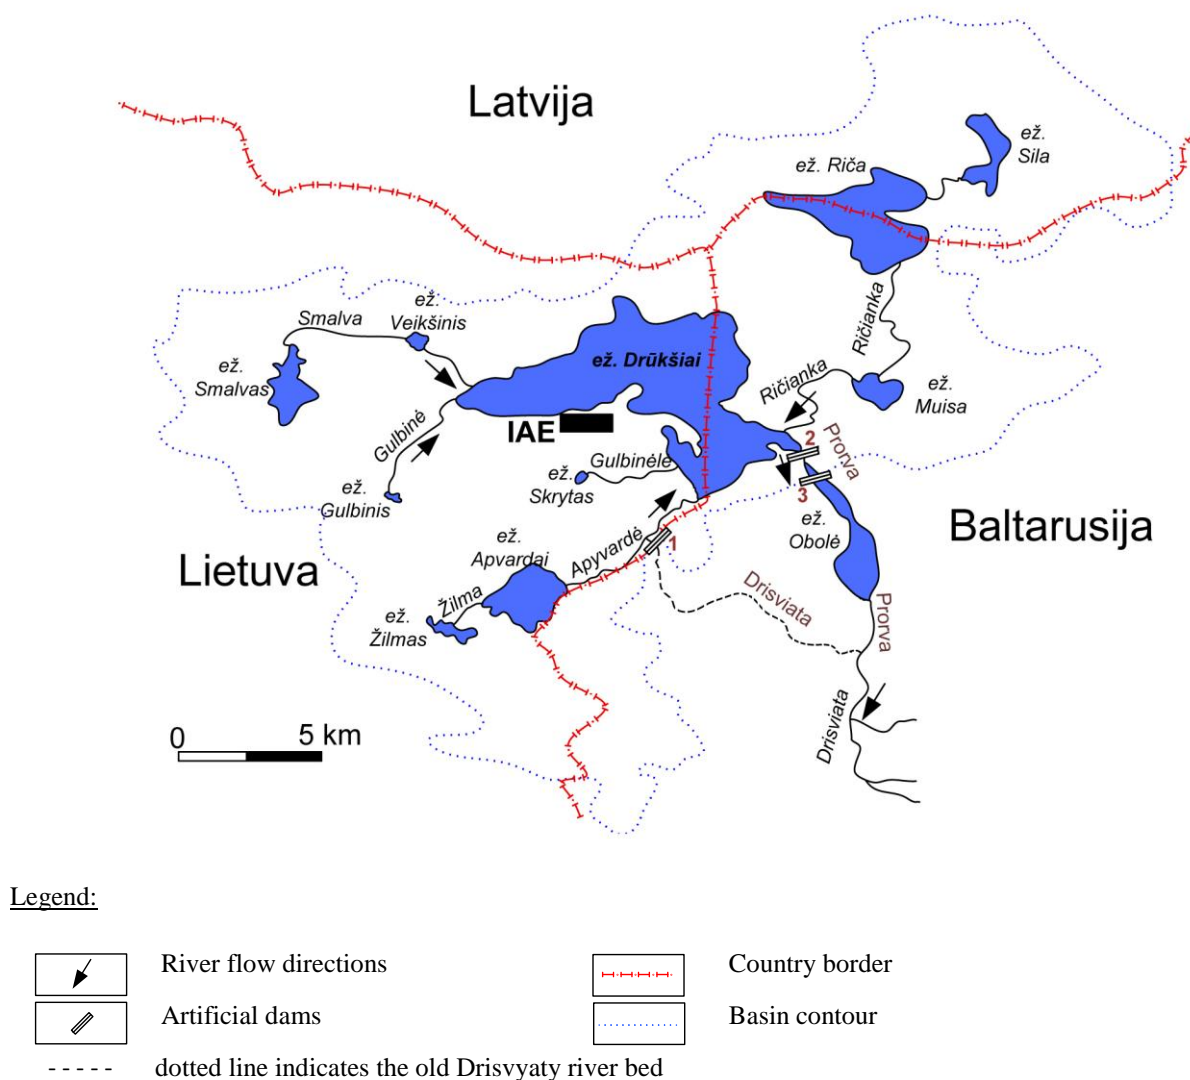 Latvija
ež.
Sila
ež. Riča
Smalva
ež.
Veikšinis
Ričianka
ež.
Smalvas
ež. Drūkšiai
Ričianka
ež.
Muisa
Gulbinė
IAE
2
Prorva
Gulbinėlė
ež.
Skrytas
3
ež.
Gulbinis
ež.
Obolė
Baltarusija
Lietuva
ež.
Apvardai
Apyvardė
1
Žilma
ež.
Žilmas
Drisviata
Prorva
Drisviata
0 5 km
Legend:
River flow directions
Country border
Artificial dams
Basin contour
dotted line indicates the old Drisvyaty river bed